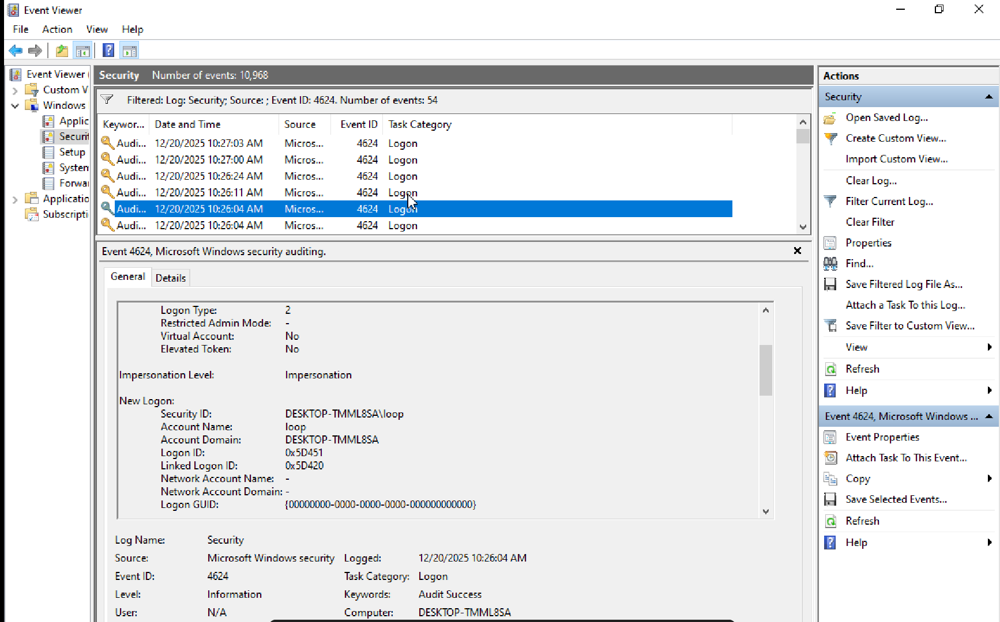 Event Viewer
File Action View Help
Event Viewer (
Custom V
Windows
Applic
Securit
Setup
System
Forwar
Applicatio
Subscripti
Security Number of events: 10,968
Filtered: Log: Security; Source: ; Event ID: 4624. Number of events: 54
Keywor... Date and Time Source Event ID Task Category
Audi... 12/20/2025 10:27:03 AM Micros... 4624 Logon
Audi... 12/20/2025 10:27:00 AM Micros... 4624 Logon
Audi... 12/20/2025 10:26:24 AM Micros... 4624 Logon
Audi... 12/20/2025 10:26:11 AM Micros... 4624 Logon
Audi... 12/20/2025 10:26:04 AM Micros... 4624 Logon
Audi... 12/20/2025 10:26:04 AM Micros... 4624 Logon
Event 4624, Microsoft Windows security auditing.
General Details
Logon Type: 2
Restricted Admin Mode: -
Virtual Account: No
Elevated Token: No
Impersonation Level: Impersonation
New Logon:
Security ID: DESKTOP-TMML8SA\loop
Account Name: loop
Account Domain: DESKTOP-TMML8SA
Logon ID: 0x5D451
Linked Logon ID: 0x5D420
Network Account Name: -
Network Account Domain: -
Logon GUID: {00000000-0000-0000-0000-000000000000}
Log Name: Security
Source: Microsoft Windows security Logged: 12/20/2025 10:26:04 AM
Event ID: 4624 Task Category: Logon
Level: Information Keywords: Audit Success
User: N/A Computer: DESKTOP-TMML8SA
Actions
Security
Open Saved Log...
Create Custom View...
Import Custom View...
Clear Log...
Filter Current Log...
Clear Filter
Properties
Find...
Save Filtered Log File As...
Attach a Task To this Log...
Save Filter to Custom View...
View
Refresh
Help
Event 4624, Microsoft Windows ...
Event Properties
Attach Task To This Event...
Copy
Save Selected Events...
Refresh
Help